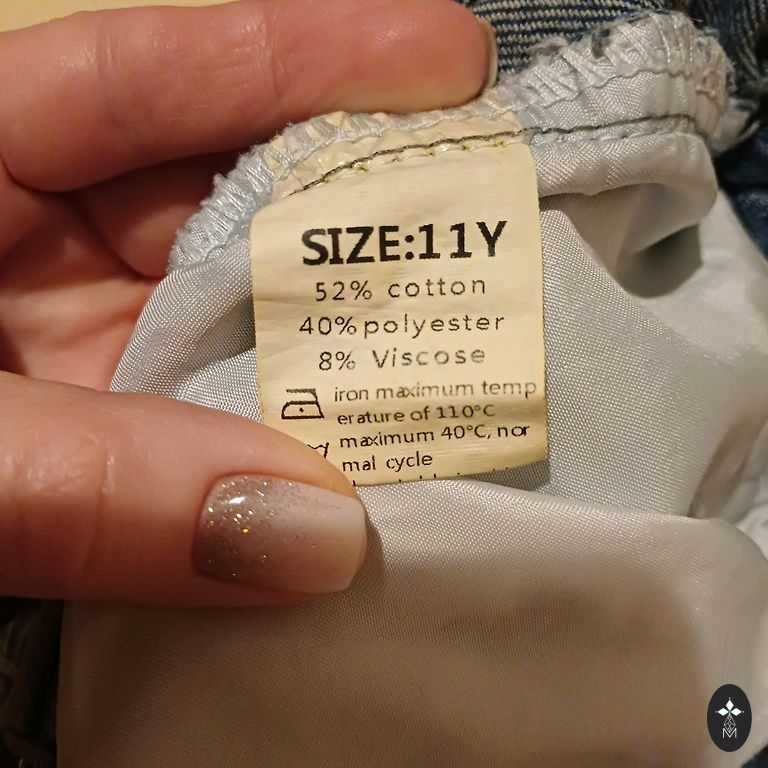 SIZE:11Y
52% cotton
40% polyester
8% Viscose
iron maximum temp
erature of 110°C
maximum 40°C, nor
mal cycle
M